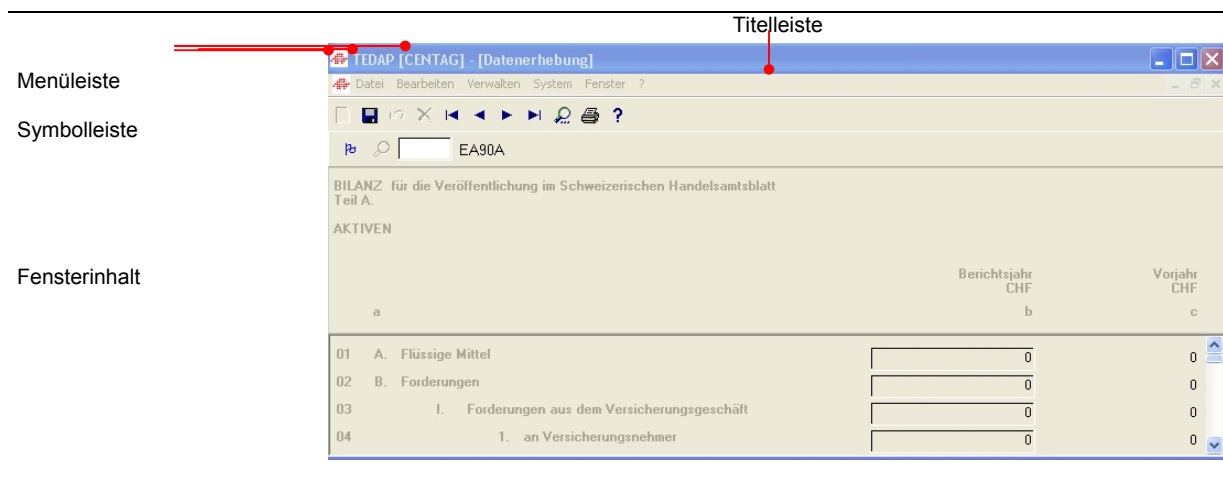 Titelleiste
TEDAP [CENTAG] - [Datenerhebung]
Menüleiste
Datei Bearbeiten Verwalten System Fenster ?
Symbolleiste
?
EA90A
BILANZ für die Veröffentlichung im Schweizerischen Handelsamtsblatt
Teil A.
AKTIVEN
Fensterinhalt
Berichtsjahr Vorjahr
CHF CHF
a b c
01 A. Flüssige Mittel 0 0
02 B. Forderungen 0 0
03 I. Forderungen aus dem Versicherungsgeschäft 0 0
04 1. an Versicherungsnehmer 0 0